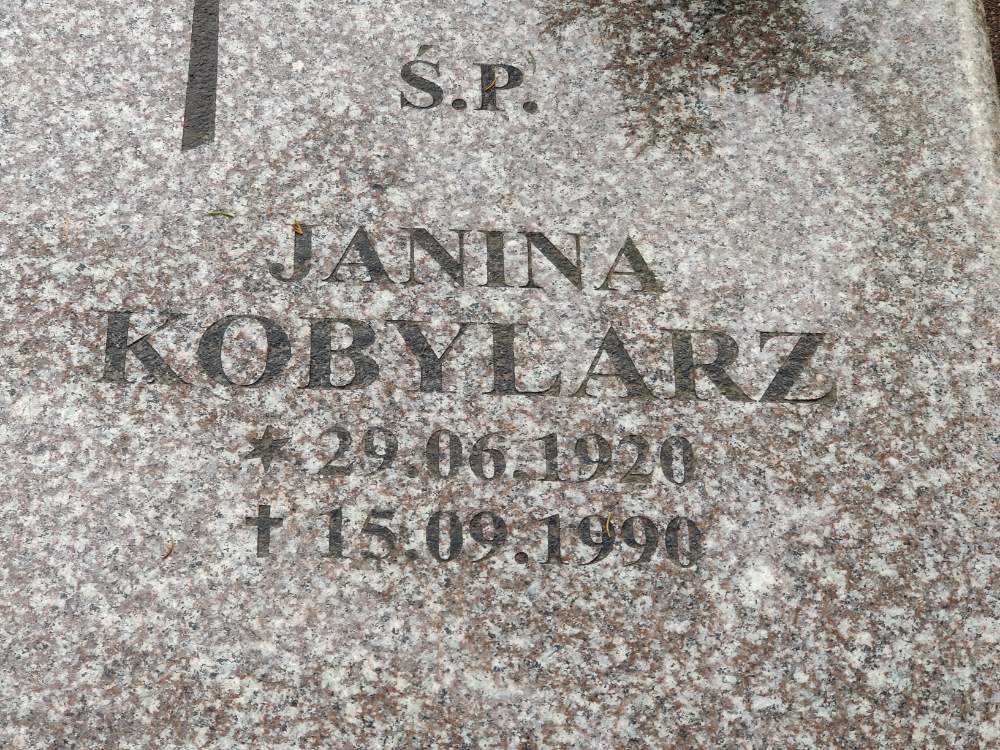 Ś.P.
JANINA
KOBYLARZ
* 29.06.1920
† 15.09.1990